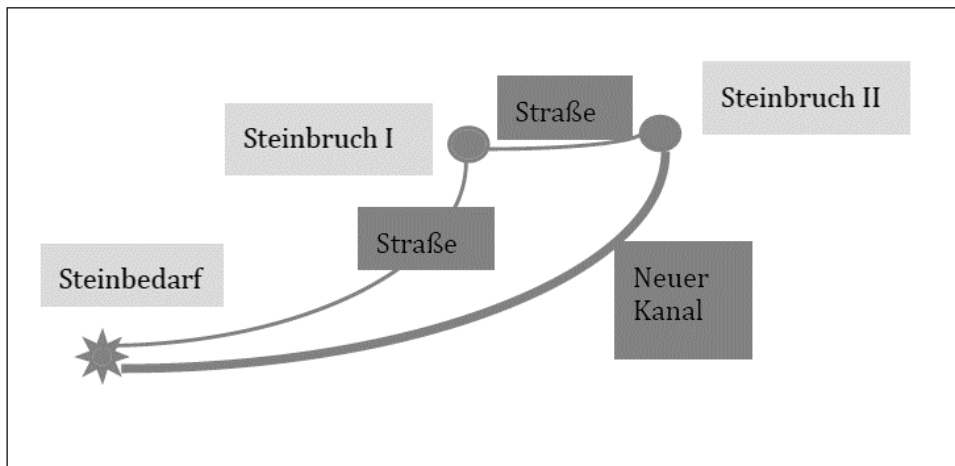 Straße
Steinbruch II
Steinbruch I
Straße
Steinbedarf
Neuer
Kanal